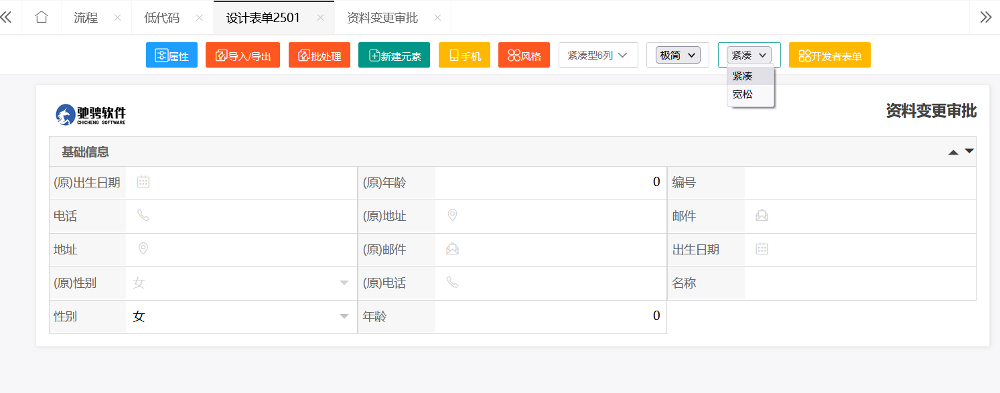 流程 低代码 设计表单2501 资料变更审批
属性 导入/导出 批处理 新建元素 手机 风格 紧凑型6列 极简 紧凑 开发者表单
紧凑
宽松
驰骋软件
CHICHENG SOFTWARE
资料变更审批
基础信息
(原)出生日期 (原)年龄 0 编号
电话 (原)地址 邮件
地址 (原)邮件 出生日期
(原)性别 女 (原)电话 名称
性别 女 年龄 0